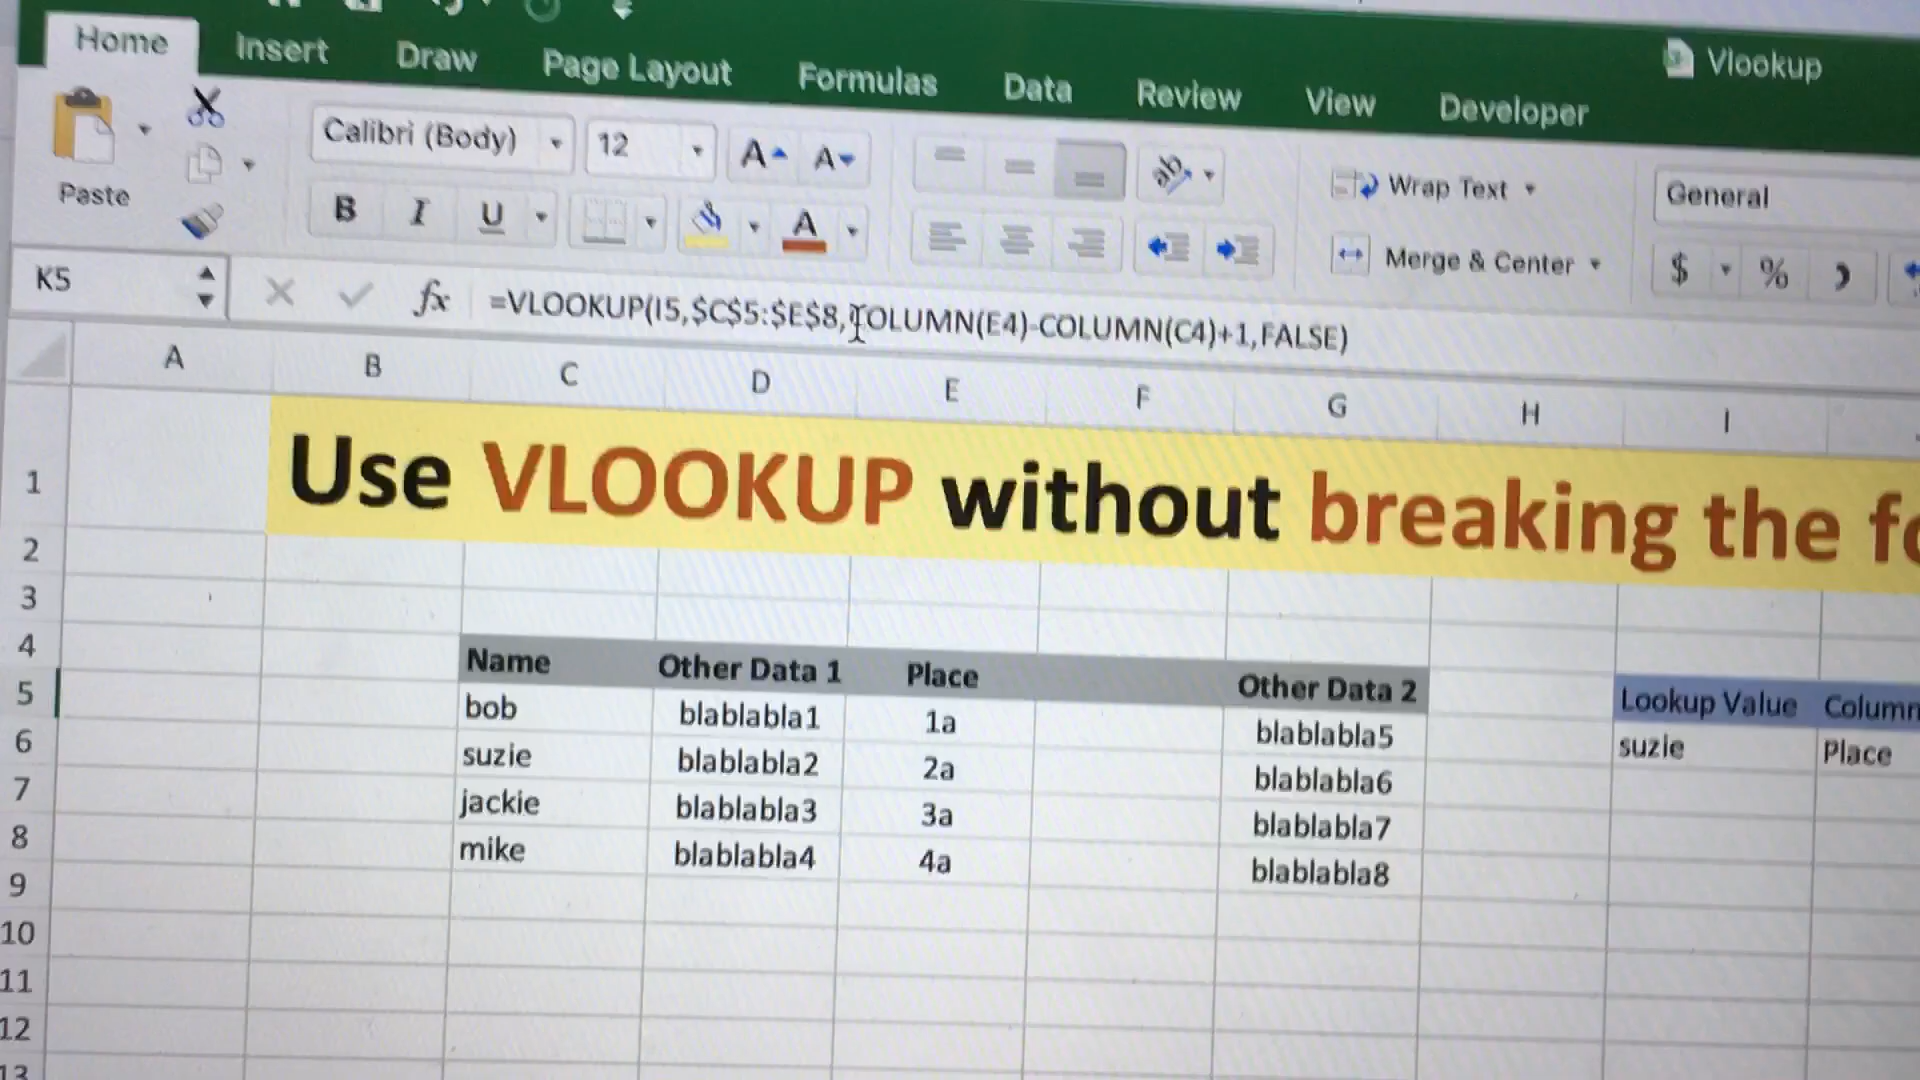 Home Insert Draw Page Layout Formulas Data Review View Developer Vlookup
Paste Calibri (Body) 12 A A Wrap Text General
B I U A Merge & Center $ % )
K5 fx =VLOOKUP(I5,$C$5:$E$8,COLUMN(E4)-COLUMN(C4)+1,FALSE)
A B C D E F G H I
1 Use VLOOKUP without breaking the fo
2
3
4 Name Other Data 1 Place Other Data 2 Lookup Value Column
5 bob blablabla1 1a blablabla5 suzie Place
6 suzie blablabla2 2a blablabla6
7 jackie blablabla3 3a blablabla7
8 mike blablabla4 4a blablabla8
9
10
11
12
13